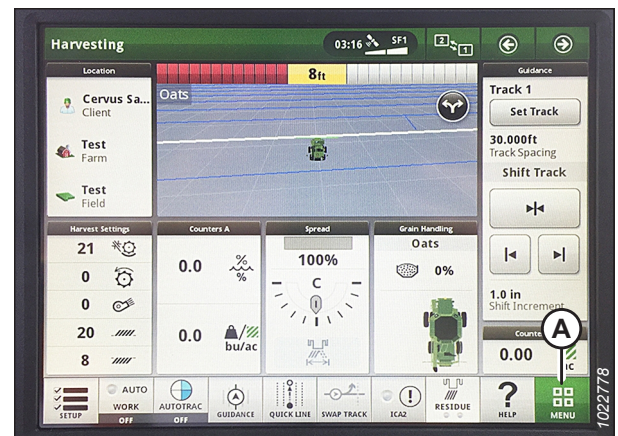 Harvesting
03:16
SF1
2
1
Location
Cervus Sa...
Client
Test
Farm
Test
Field
8ft
Oats
Guidance
Track 1
Set Track
30.000ft
Track Spacing
Shift Track
1.0 in
Shift Increment
Harvest Settings
21
0
0
20
8
Counters A
0.0
%
%
0.0
bu/ac
Spread
100%
C
Grain Handling
Oats
0%
0.00
A
SETUP
AUTO
WORK
OFF
AUTOTRAC
OFF
GUIDANCE
QUICK LINE
SWAP TRACK
ICA2
RESIDUE
?
HELP
MENU
1022778